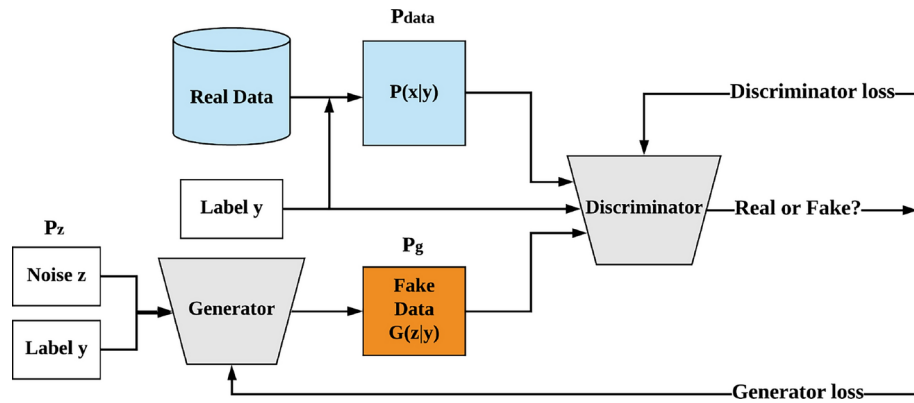 Pdata
Real Data
P(x|y)
Discriminator loss
Label y
Discriminator
Real or Fake?
Pz
Noise z
Label y
Generator
Pg
Fake
Data
G(z|y)
Generator loss